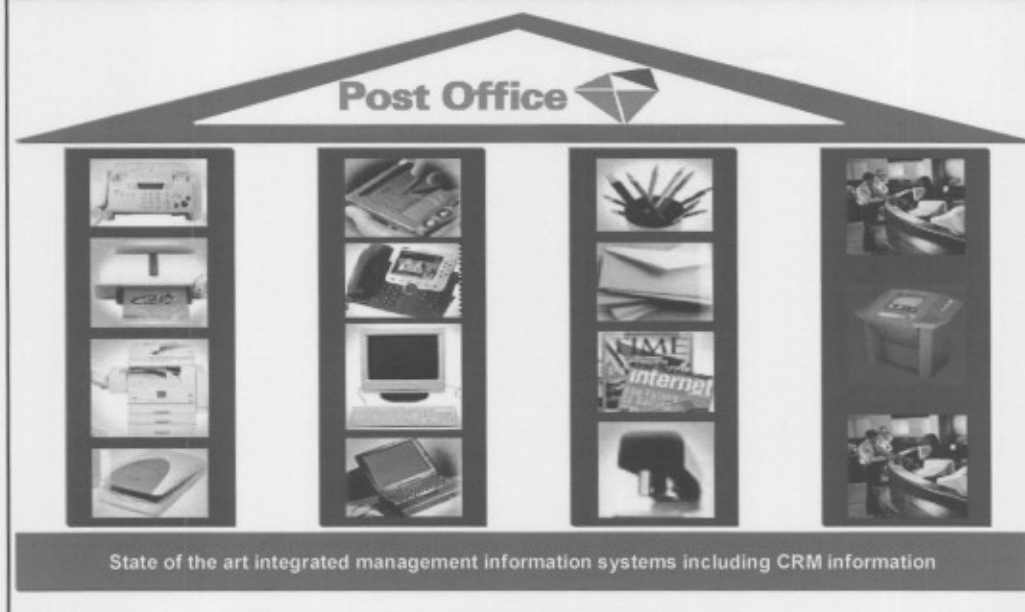 Post Office
TIME
internet
State of the art integrated management information systems including CRM information